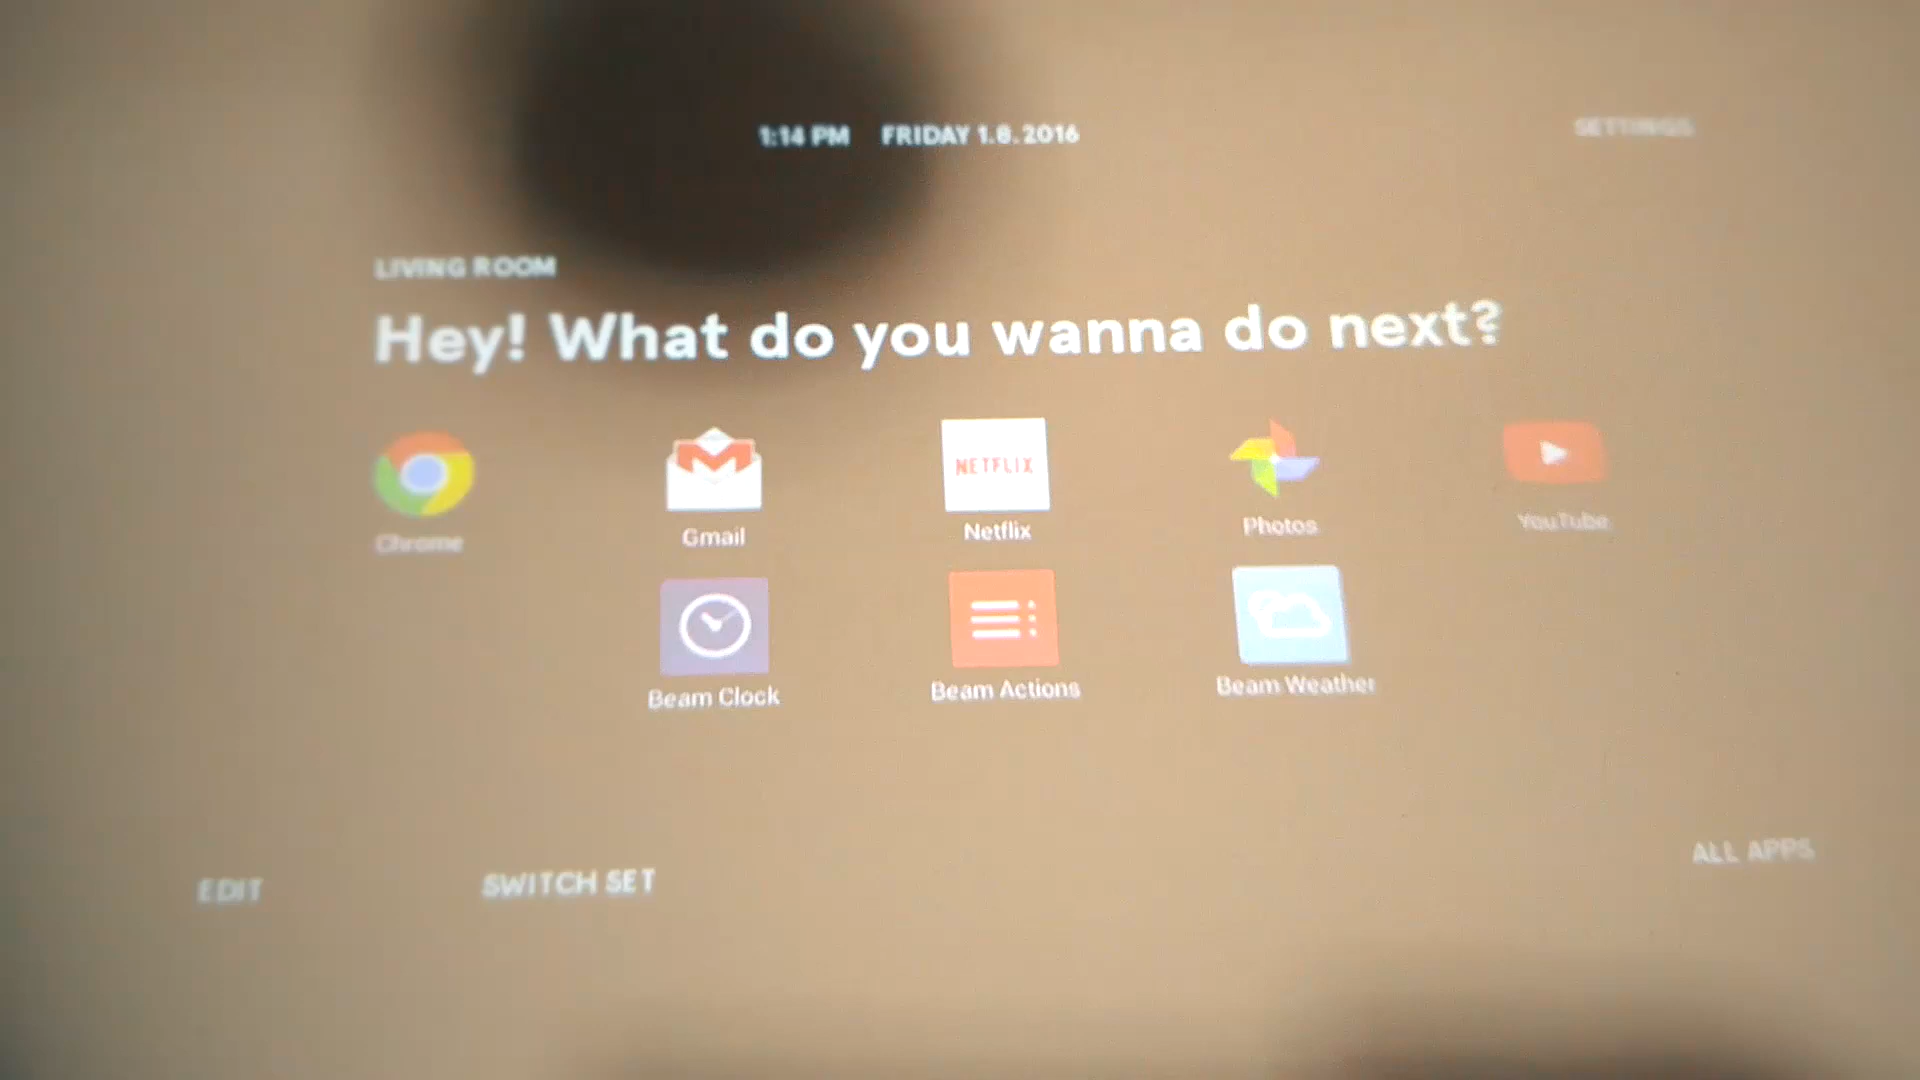 1:14 PM FRIDAY 1.8.2016
SETTINGS
LIVING ROOM
Hey! What do you wanna do next?
NETFLIX
Chrome Gmail Netflix Photos YouTube
Beam Clock Beam Actions Beam Weather
EDIT SWITCH SET ALL APPS